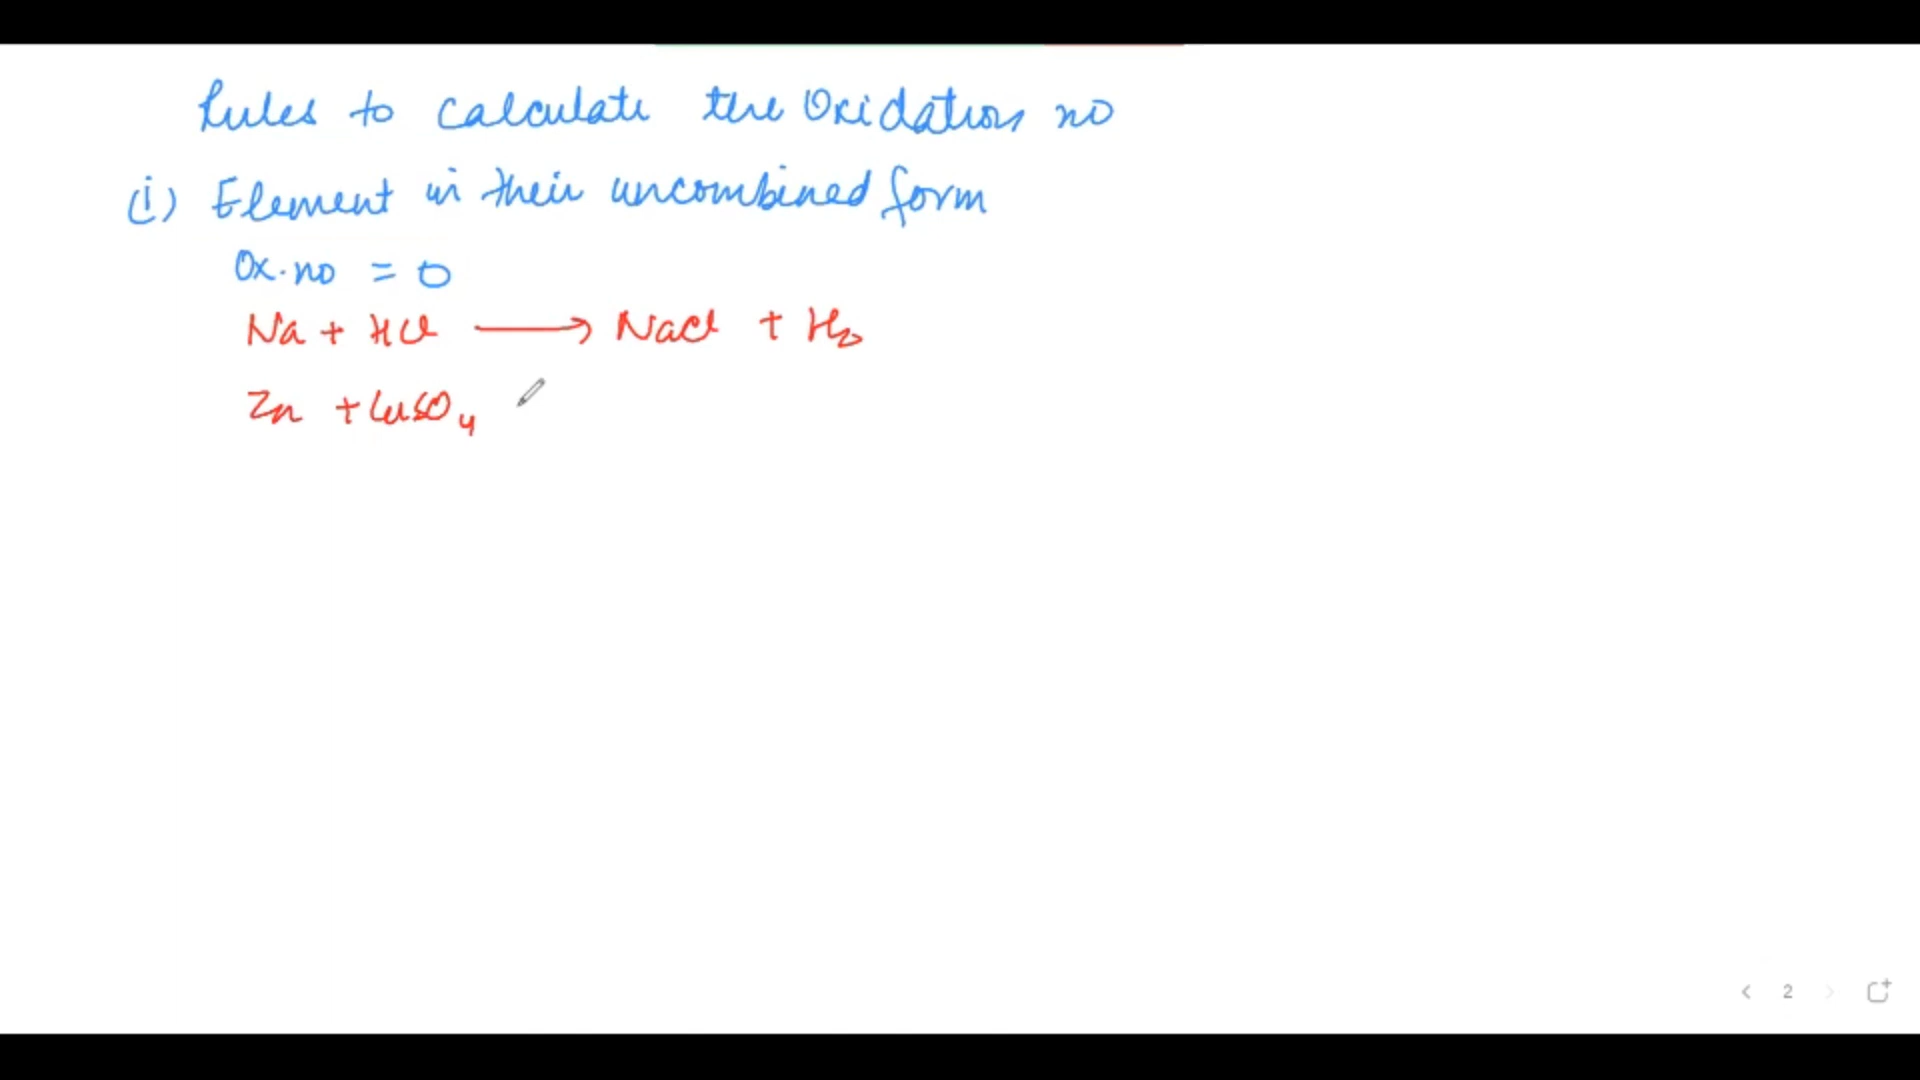 Rules to calculate the Oxidation no
(i) Element in their uncombined form
Ox.no = 0
Na + HCl ⟶ NaCl + H₂
Zn + CuSO₄
2